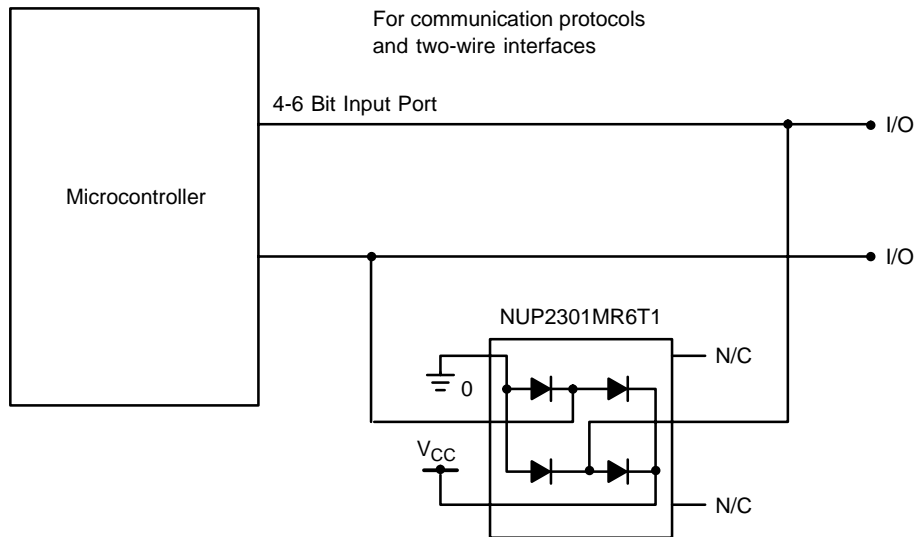 For communication protocols
and two-wire interfaces
4-6 Bit Input Port
I/O
Microcontroller
I/O
NUP2301MR6T1
N/C
0
VCC
N/C